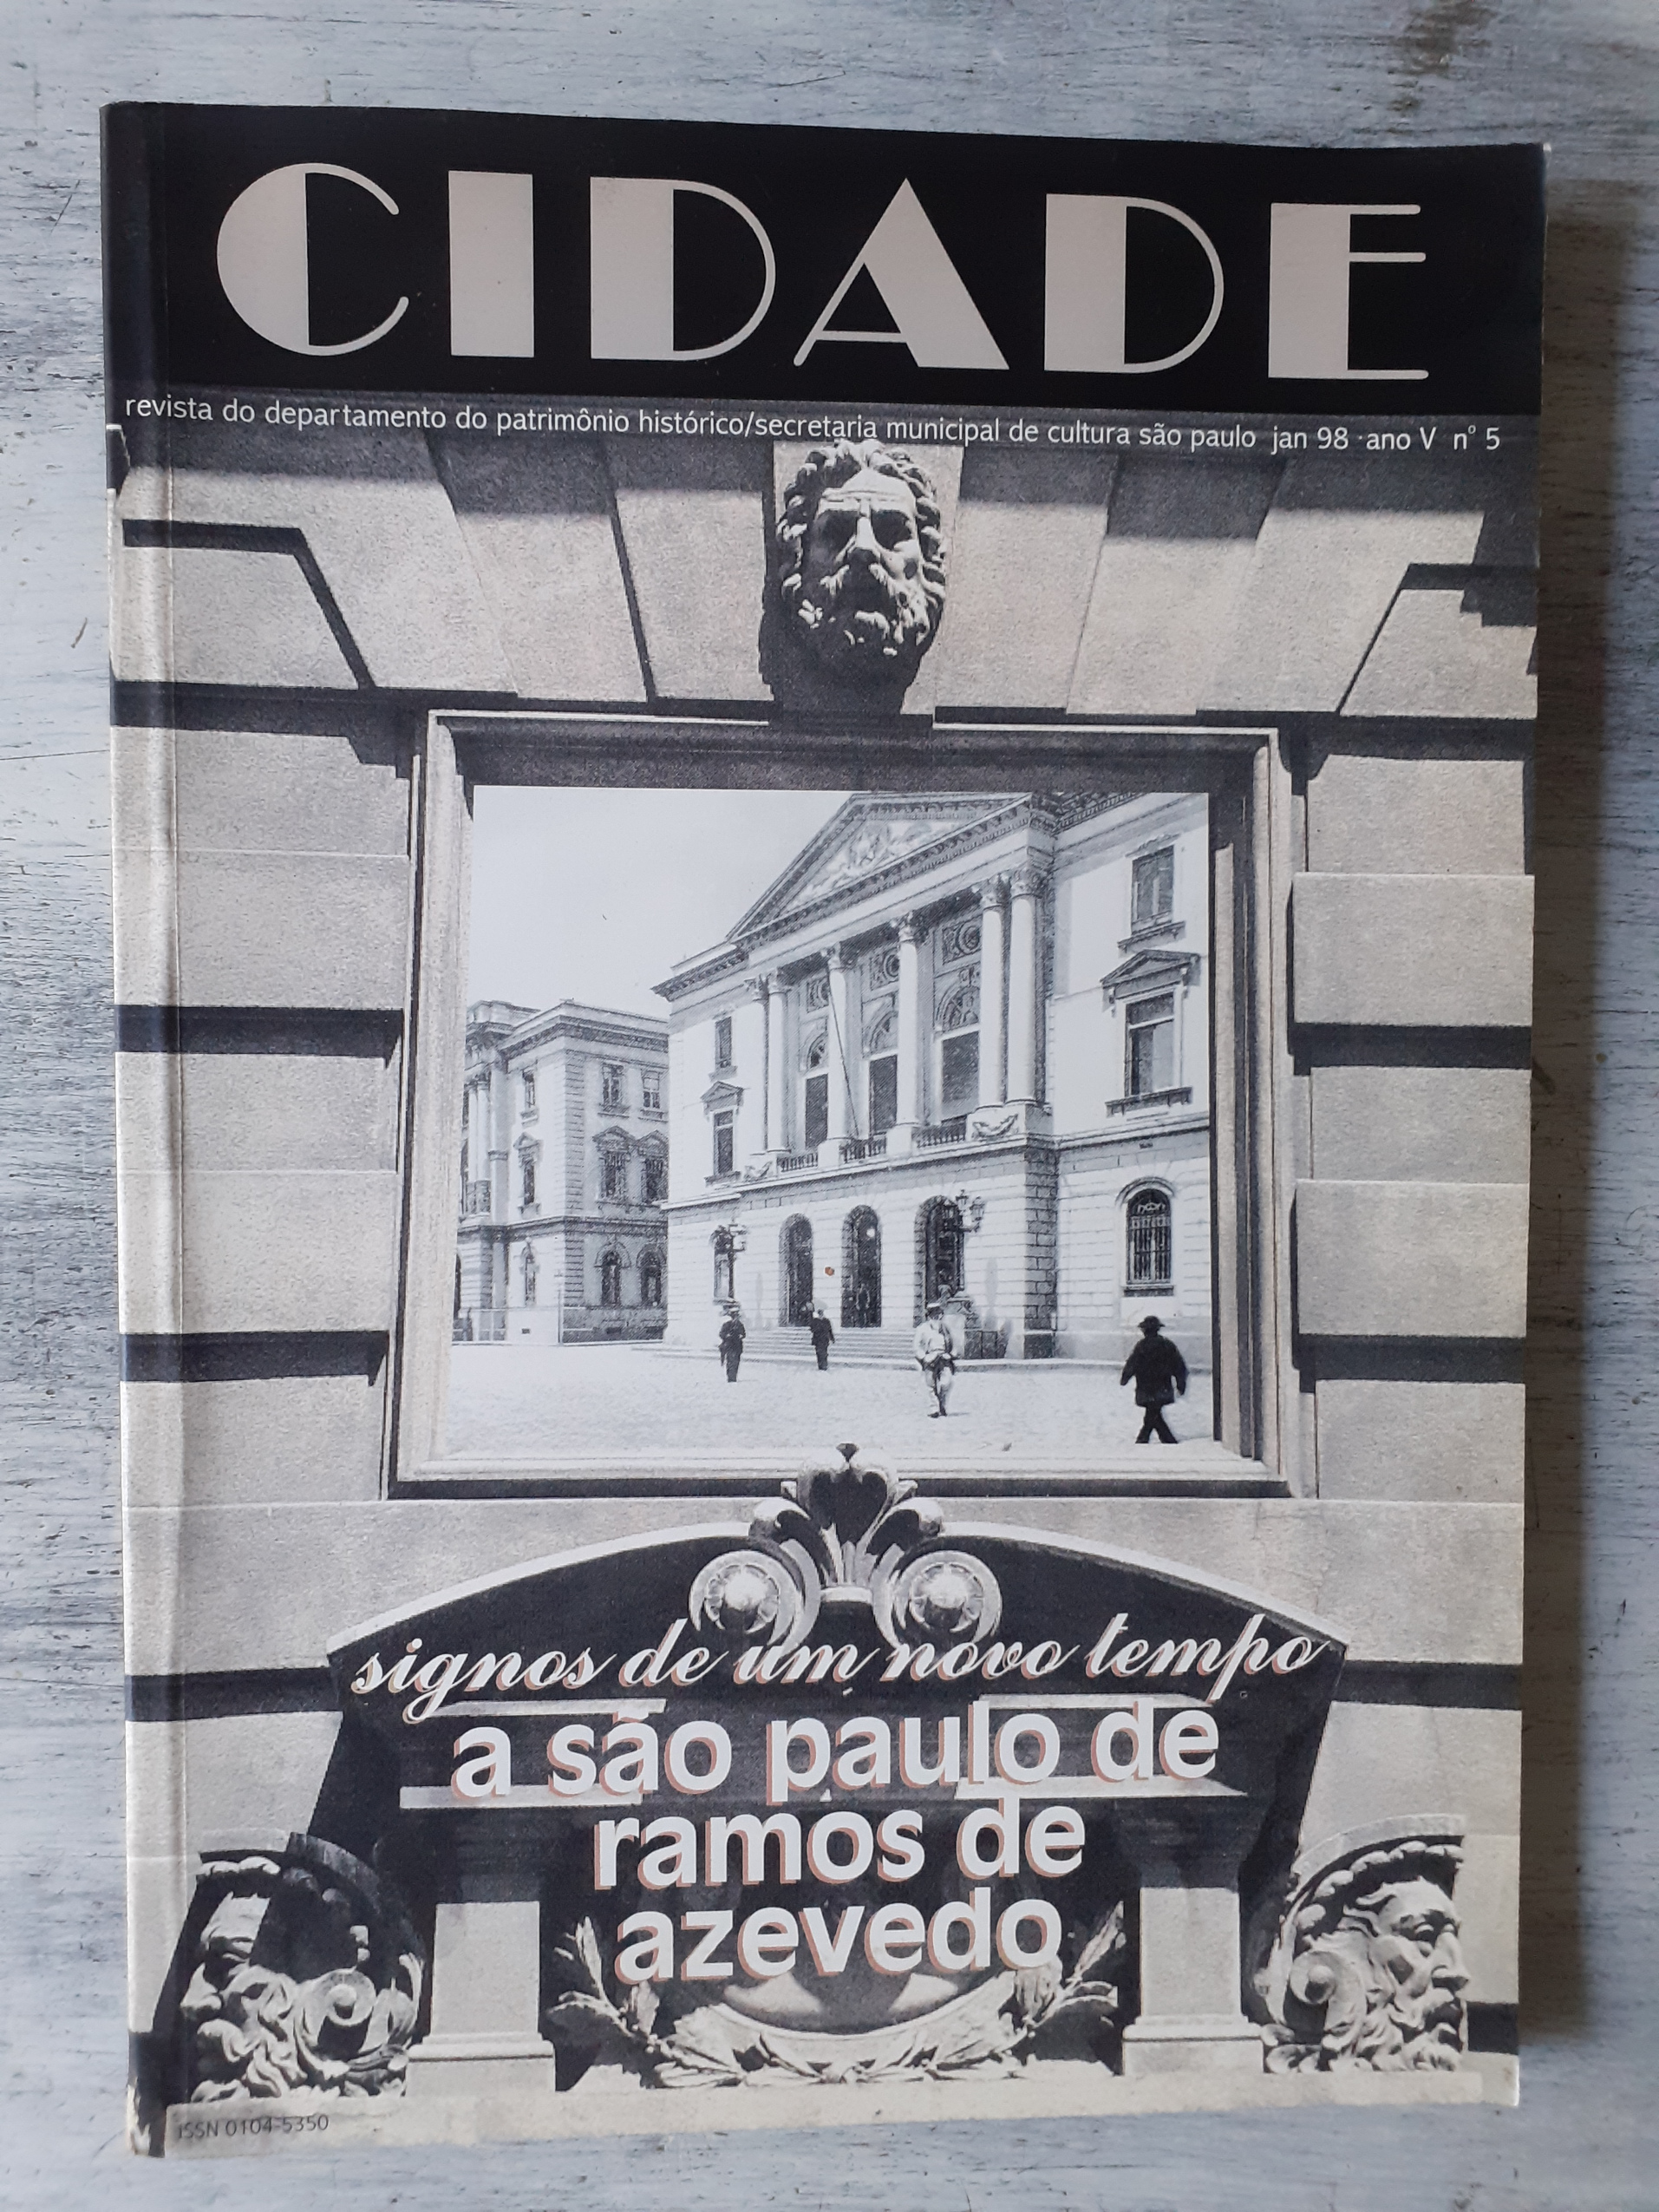 CIDADE
revista do departamento do patrimônio histórico/secretaria municipal de cultura são paulo jan 98 ·ano V nº 5
signos de um novo tempo
a são paulo de
ramos de
azevedo
ISSN 0104-5350